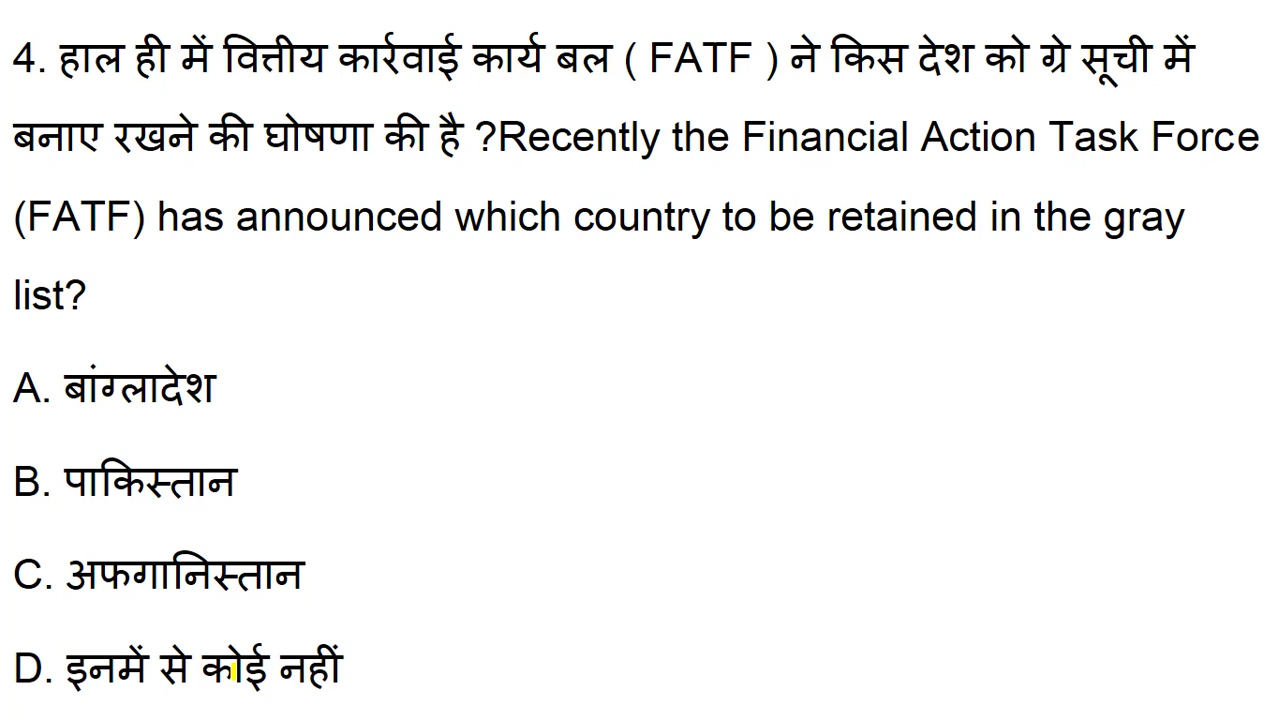 4. हाल ही में वित्तीय कार्रवाई कार्य बल ( FATF ) ने किस देश को ग्रे सूची में
बनाए रखने की घोषणा की है ?Recently the Financial Action Task Force
(FATF) has announced which country to be retained in the gray
list?
A. बांग्लादेश
B. पाकिस्तान
C. अफगानिस्तान
D. इनमें से कोई नहीं